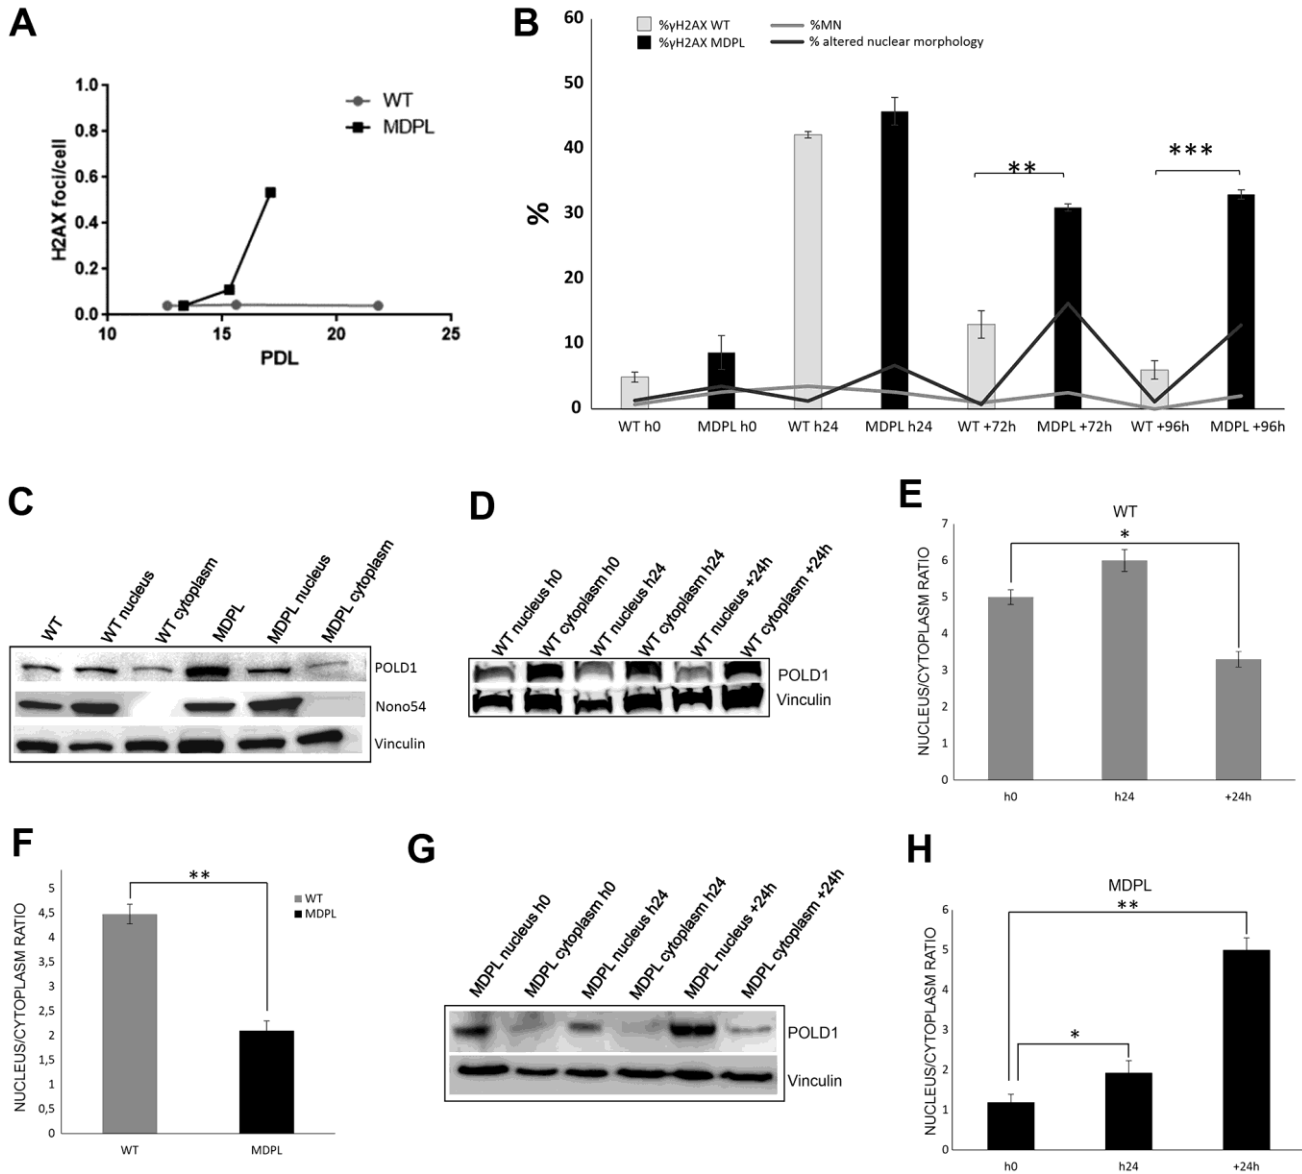 A
1.0
0.8
0.6
0.4
0.2
0.0
H2AX foci/cell
10
15
20
25
PDL
WT
MDPL
B
60
50
40
30
20
10
0
%
%γH2AX WT
%γH2AX MDPL
%MN
% altered nuclear morphology
**
***
WT h0
MDPL h0
WT h24
MDPL h24
WT +72h
MDPL +72h
WT +96h
MDPL +96h
C
WT
WT nucleus
WT cytoplasm
MDPL
MDPL nucleus
MDPL cytoplasm
POLD1
Nono54
Vinculin
D
WT nucleus h0
WT cytoplasm h0
WT nucleus h24
WT cytoplasm h24
WT nucleus +24h
WT cytoplasm +24h
POLD1
Vinculin
E
WT
NUCLEUS/CYTOPLASM RATIO
7
6
5
4
3
2
1
0
*
h0
h24
+24h
F
NUCLEUS/CYTOPLASM RATIO
5
4,5
4
3,5
3
2,5
2
1,5
1
0,5
0
**
WT
MDPL
WT
MDPL
G
MDPL nucleus h0
MDPL cytoplasm h0
MDPL nucleus h24
MDPL cytoplasm h24
MDPL nucleus +24h
MDPL cytoplasm +24h
POLD1
Vinculin
H
MDPL
NUCLEUS/CYTOPLASM RATIO
6
5
4
3
2
1
0
**
*
h0
h24
+24h